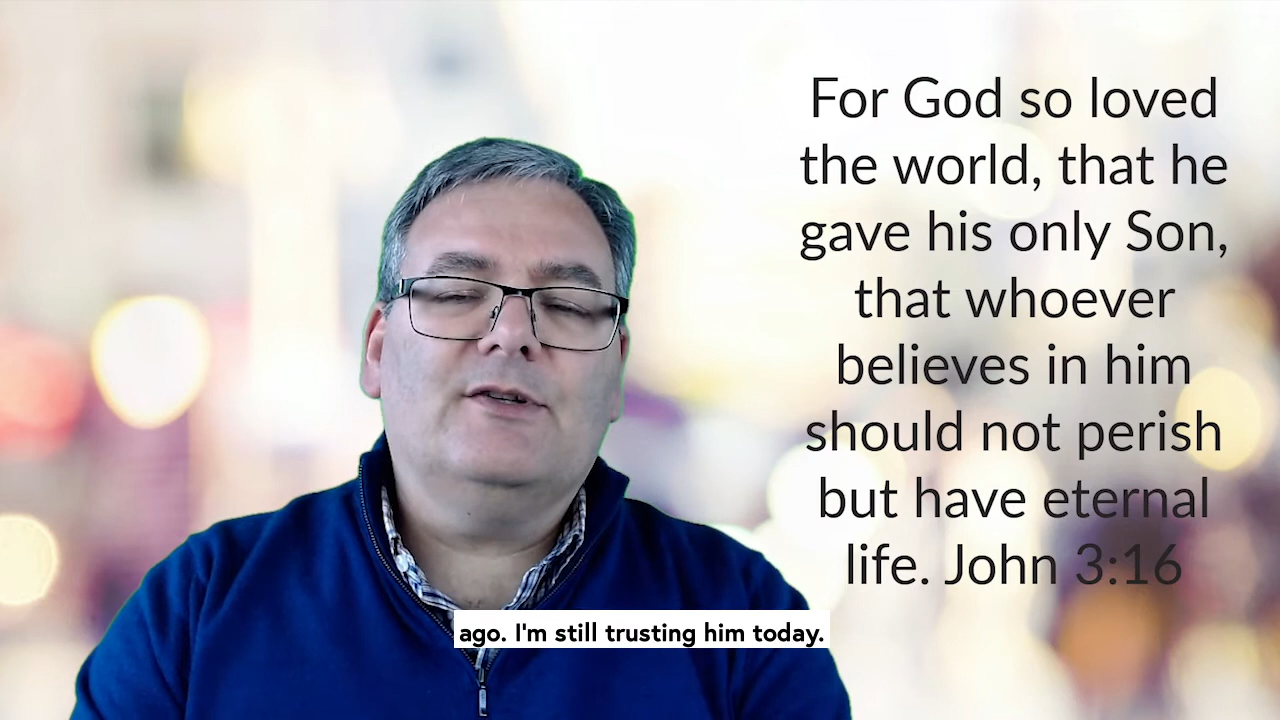 For God so loved
the world, that he
gave his only Son,
that whoever
believes in him
should not perish
but have eternal
life. John 3:16
ago. I'm still trusting him today.